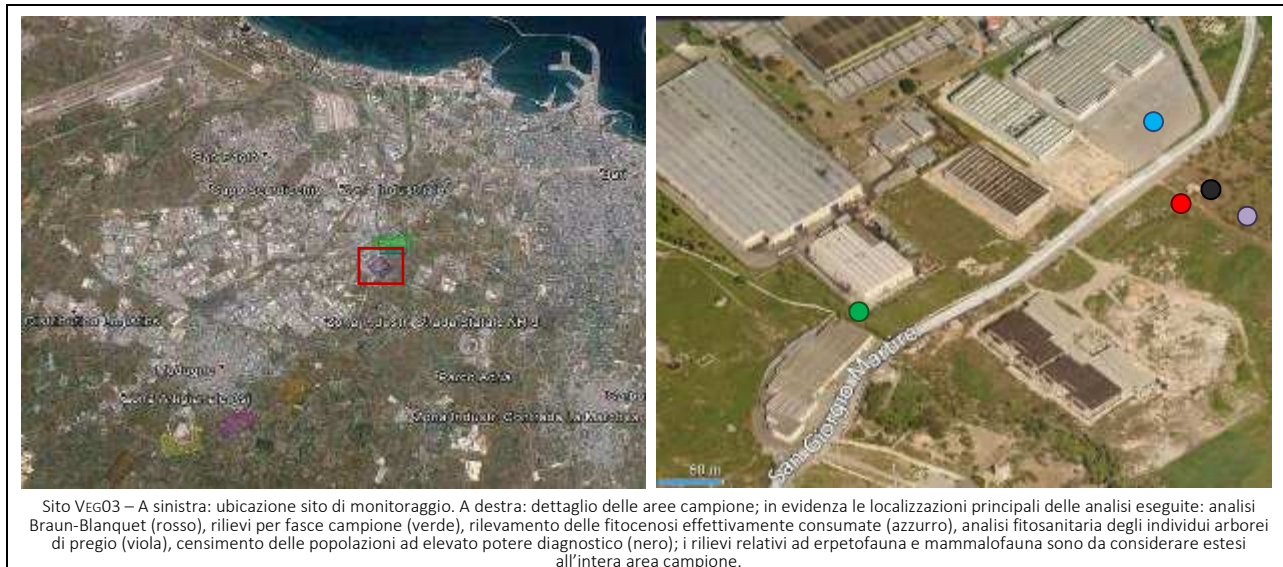 Bari
Modugno
San Giorgio Martire
60 m
Sito VEG03 – A sinistra: ubicazione sito di monitoraggio. A destra: dettaglio delle aree campione; in evidenza le localizzazioni principali delle analisi eseguite: analisi
Braun-Blanquet (rosso), rilievi per fasce campione (verde), rilevamento delle fitocenosi effettivamente consumate (azzurro), analisi fitosanitaria degli individui arborei
di pregio (viola), censimento delle popolazioni ad elevato potere diagnostico (nero); i rilievi relativi ad erpetofauna e mammalofauna sono da considerare estesi
all'intera area campione.